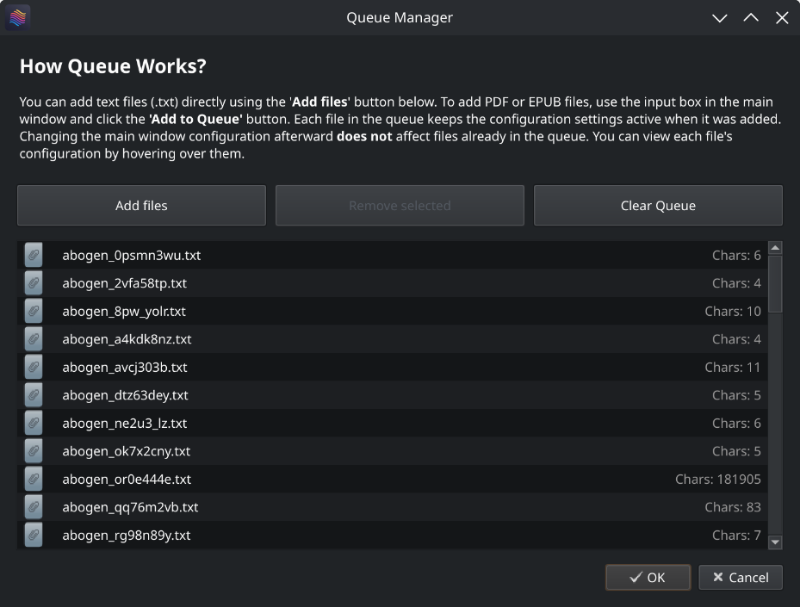 Queue Manager
How Queue Works?
You can add text files (.txt) directly using the 'Add files' button below. To add PDF or EPUB files, use the input box in the main
window and click the 'Add to Queue' button. Each file in the queue keeps the configuration settings active when it was added.
Changing the main window configuration afterward does not affect files already in the queue. You can view each file's
configuration by hovering over them.
Add files Remove selected Clear Queue
abogen_0psmn3wu.txt Chars: 6
abogen_2vfa58tp.txt Chars: 4
abogen_8pw_yolr.txt Chars: 10
abogen_a4kdk8nz.txt Chars: 4
abogen_avcj303b.txt Chars: 11
abogen_dtz63dey.txt Chars: 5
abogen_ne2u3_lz.txt Chars: 6
abogen_ok7x2cny.txt Chars: 5
abogen_or0e444e.txt Chars: 181905
abogen_qq76m2vb.txt Chars: 83
abogen_rg98n89y.txt Chars: 7
OK Cancel